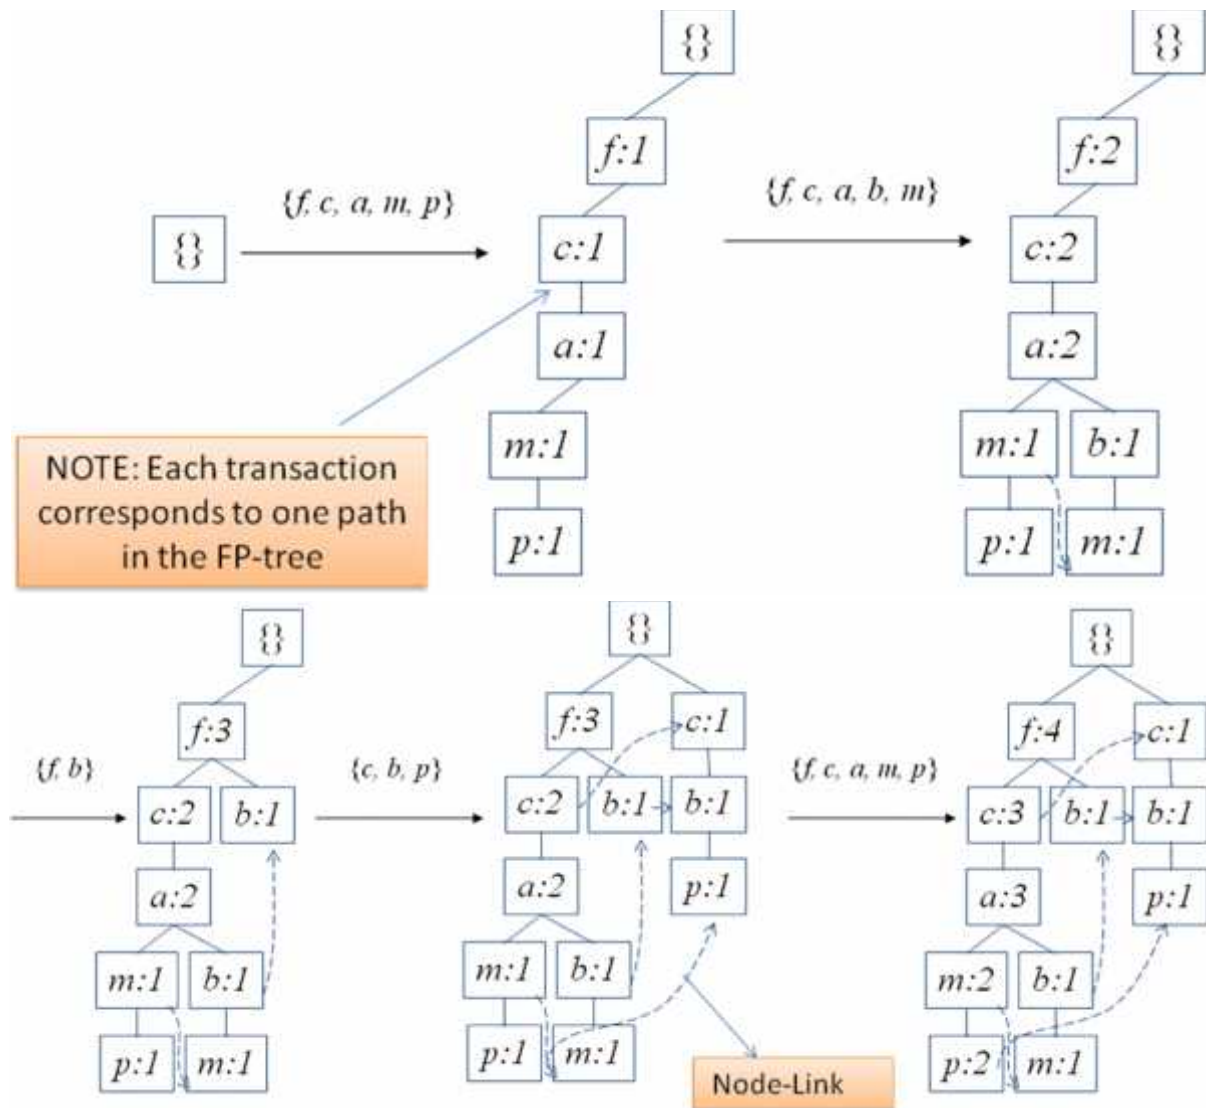 {}
{}
f:1
f:2
{f, c, a, m, p}
{f, c, a, b, m}
{}
c:1
c:2
a:1
a:2
m:1
m:1
b:1
NOTE: Each transaction
corresponds to one path
in the FP-tree
p:1
p:1
m:1
{}
{}
{}
f:3
f:3
c:1
f:4
c:1
{f, b}
{c, b, p}
{f, c, a, m, p}
c:2
b:1
c:2
b:1
b:1
c:3
b:1
b:1
a:2
a:2
p:1
a:3
p:1
m:1
b:1
m:1
b:1
m:2
b:1
p:1
m:1
p:1
m:1
p:2
m:1
Node-Link